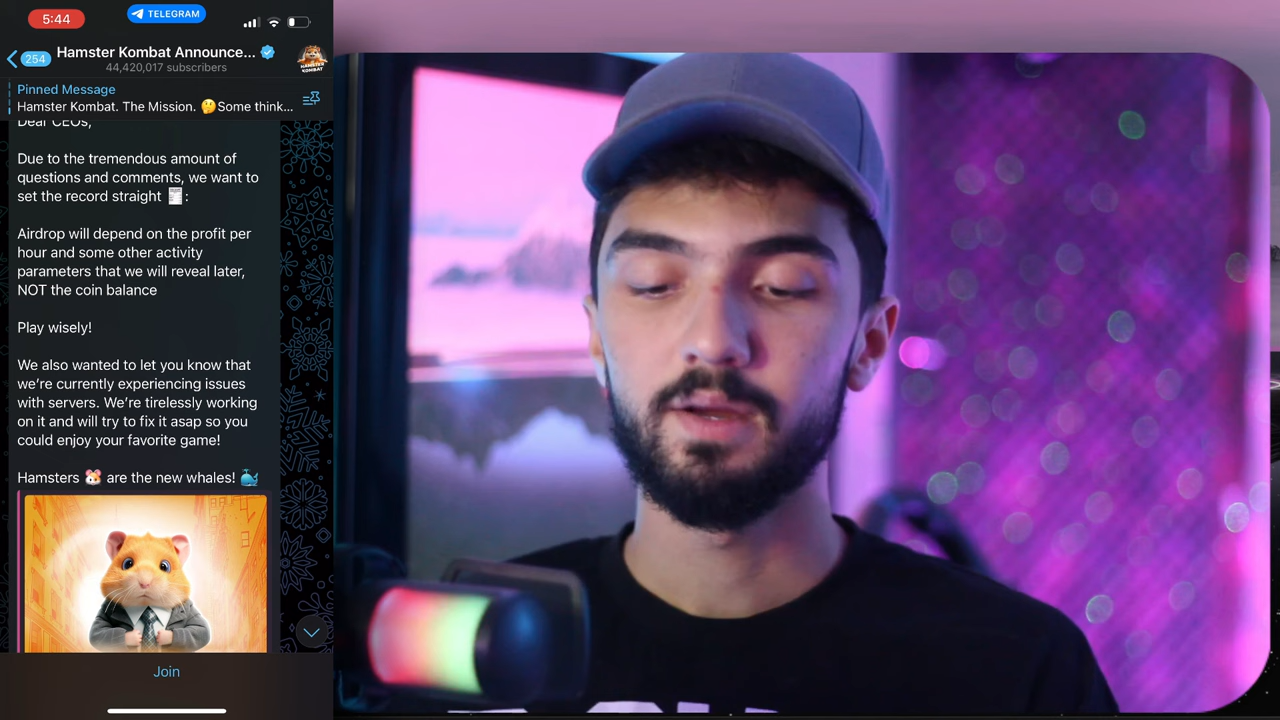 5:44
TELEGRAM
254
Hamster Kombat Announce...
44,420,017 subscribers
HAMSTER
KOMBAT
Pinned Message
Hamster Kombat. The Mission. 🤔Some think...
Dear CEOs,
Due to the tremendous amount of
questions and comments, we want to
set the record straight 🧾:
Airdrop will depend on the profit per
hour and some other activity
parameters that we will reveal later,
NOT the coin balance
Play wisely!
We also wanted to let you know that
we're currently experiencing issues
with servers. We're tirelessly working
on it and will try to fix it asap so you
could enjoy your favorite game!
Hamsters 🐹 are the new whales! 🐳
Join